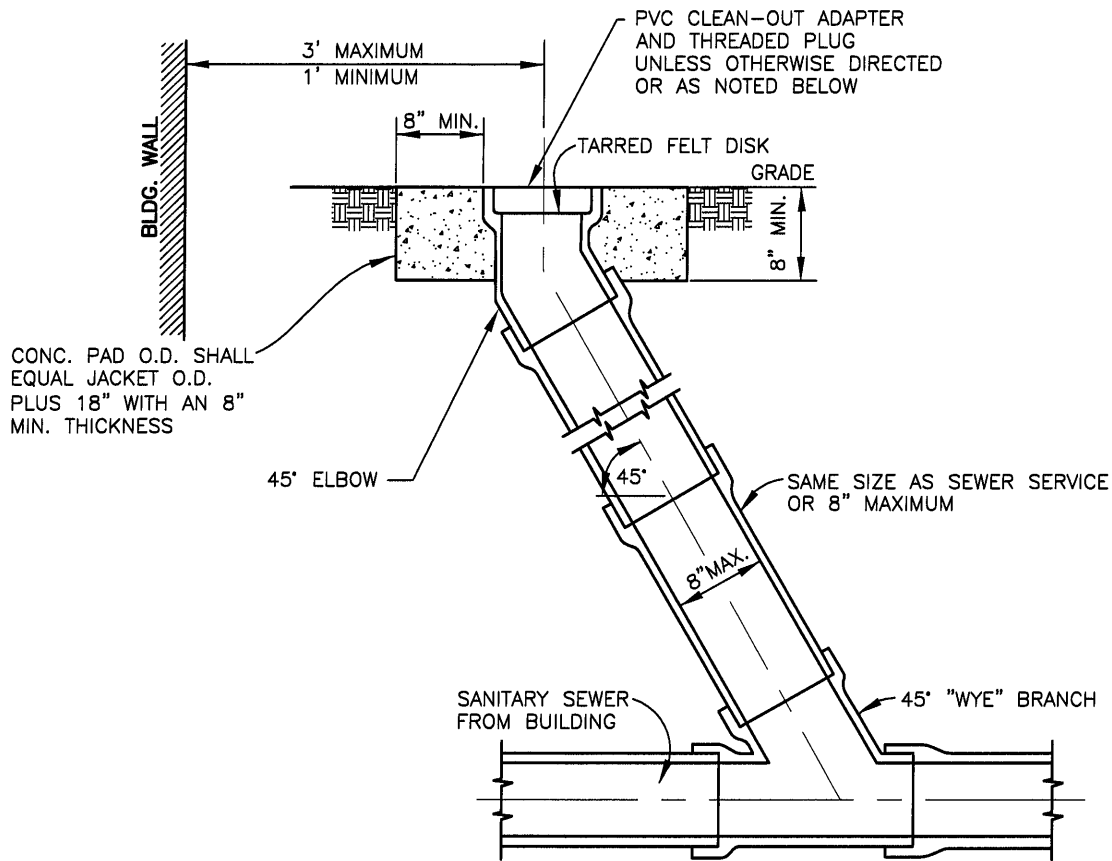 PVC CLEAN-OUT ADAPTER
AND THREADED PLUG
UNLESS OTHERWISE DIRECTED
OR AS NOTED BELOW
3' MAXIMUM
1' MINIMUM
BLDG. WALL
8" MIN.
TARRED FELT DISK
GRADE
8" MIN.
CONC. PAD O.D. SHALL
EQUAL JACKET O.D.
PLUS 18" WITH AN 8"
MIN. THICKNESS
45° ELBOW
45°
SAME SIZE AS SEWER SERVICE
OR 8" MAXIMUM
8" MAX.
SANITARY SEWER
FROM BUILDING
45° "WYE" BRANCH